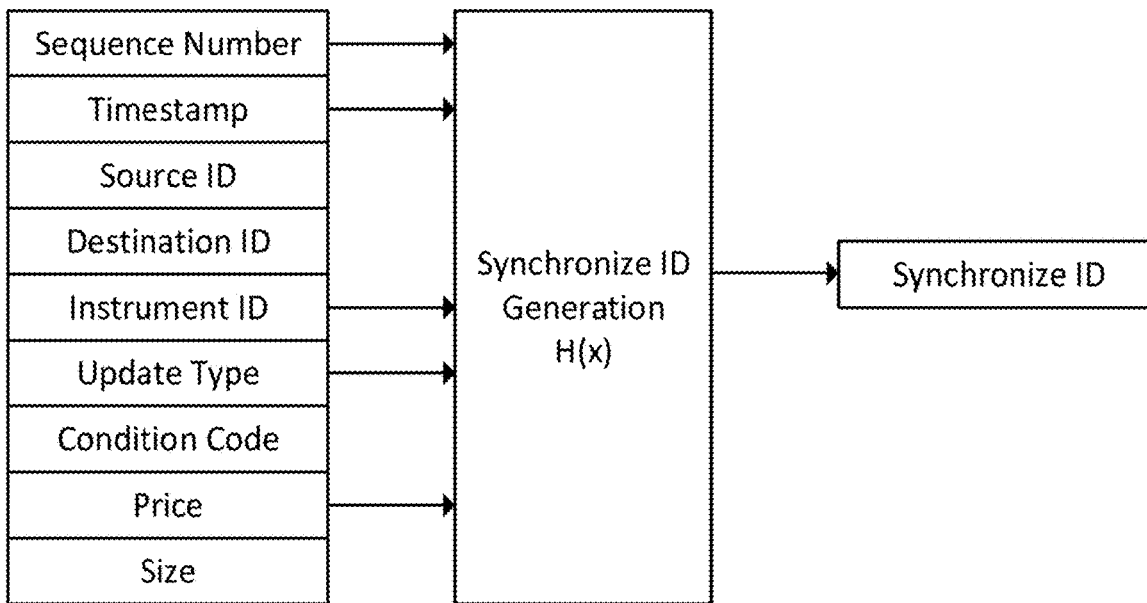 Sequence Number
Timestamp
Source ID
Destination ID
Instrument ID
Update Type
Condition Code
Price
Size
Synchronize ID
Generation
H(x)
Synchronize ID